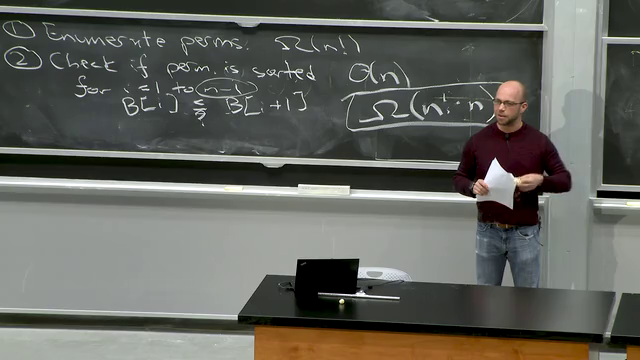 ① Enumerate perms. Ω(n!)
② Check if perm is sorted
for i=1 to n-1 O(n)
B[i] ≤? B[i+1] Ω(n!·n)